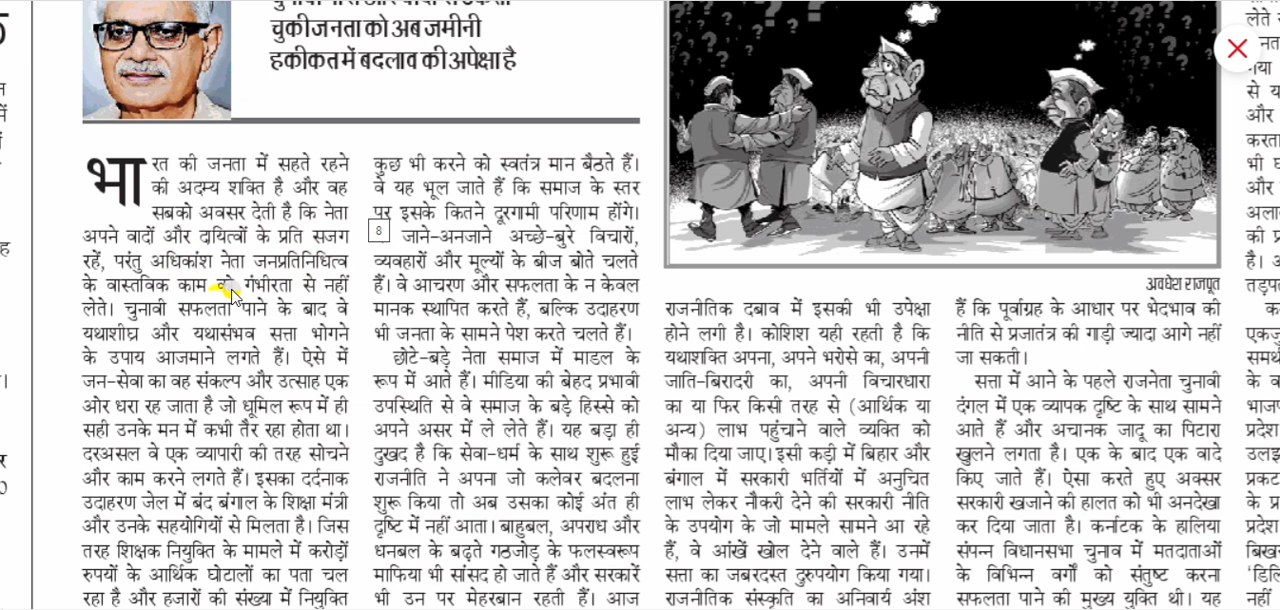 चुकी जनता को अब जमीनी
हकीकत में बदलाव की अपेक्षा है
भारत की जनता में सहते रहने
की अदम्य शक्ति है और वह
सबको अवसर देती है कि नेता
अपने वादों और दायित्वों के प्रति सजग
रहें, परंतु अधिकांश नेता जनप्रतिनिधित्व
के वास्तविक काम को गंभीरता से नहीं
लेते। चुनावी सफलता पाने के बाद वे
यथाशीघ्र और यथासंभव सत्ता भोगने
के उपाय आजमाने लगते हैं। ऐसे में
जन-सेवा का वह संकल्प और उत्साह एक
ओर धरा रह जाता है जो धूमिल रूप में ही
सही उनके मन में कभी तैर रहा होता था।
दरअसल वे एक व्यापारी की तरह सोचने
और काम करने लगते हैं। इसका दर्दनाक
उदाहरण जेल में बंद बंगाल के शिक्षा मंत्री
और उनके सहयोगियों से मिलता है। जिस
तरह शिक्षक नियुक्ति के मामले में करोड़ों
रुपयों के आर्थिक घोटालों का पता चल
रहा है और हजारों की संख्या में नियुक्ति
कुछ भी करने को स्वतंत्र मान बैठते हैं।
वे यह भूल जाते हैं कि समाज के स्तर
पर इसके कितने दूरगामी परिणाम होंगे।
8 जाने-अनजाने अच्छे-बुरे विचारों,
व्यवहारों और मूल्यों के बीज बोते चलते
हैं। वे आचरण और सफलता के न केवल
मानक स्थापित करते हैं, बल्कि उदाहरण
भी जनता के सामने पेश करते चलते हैं।
छोटे-बड़े नेता समाज में माडल के
रूप में आते हैं। मीडिया की बेहद प्रभावी
उपस्थिति से वे समाज के बड़े हिस्से को
अपने असर में ले लेते हैं। यह बड़ा ही
दुखद है कि सेवा-धर्म के साथ शुरू हुई
राजनीति ने अपना जो कलेवर बदलना
शुरू किया तो अब उसका कोई अंत ही
दृष्टि में नहीं आता। बाहुबल, अपराध और
धनबल के बढ़ते गठजोड़ के फलस्वरूप
माफिया भी सांसद हो जाते हैं और सरकारें
भी उन पर मेहरबान रहती हैं। आज
अवधेश राजपूत
राजनीतिक दबाव में इसकी भी उपेक्षा
होने लगी है। कोशिश यही रहती है कि
यथाशक्ति अपना, अपने भरोसे का, अपनी
जाति-बिरादरी का, अपनी विचारधारा
का या फिर किसी तरह से (आर्थिक या
अन्य) लाभ पहुंचाने वाले व्यक्ति को
मौका दिया जाए। इसी कड़ी में बिहार और
बंगाल में सरकारी भर्तियों में अनुचित
लाभ लेकर नौकरी देने की सरकारी नीति
के उपयोग के जो मामले सामने आ रहे
हैं, वे आंखें खोल देने वाले हैं। उनमें
सत्ता का जबरदस्त दुरुपयोग किया गया।
राजनीतिक संस्कृति का अनिवार्य अंश
हैं कि पूर्वाग्रह के आधार पर भेदभाव की
नीति से प्रजातंत्र की गाड़ी ज्यादा आगे नहीं
जा सकती।
सत्ता में आने के पहले राजनेता चुनावी
दंगल में एक व्यापक दृष्टि के साथ सामने
आते हैं और अचानक जादू का पिटारा
खुलने लगता है। एक के बाद एक वादे
किए जाते हैं। ऐसा करते हुए अक्सर
सरकारी खजाने की हालत को भी अनदेखा
कर दिया जाता है। कर्नाटक के हालिया
संपन्न विधानसभा चुनाव में मतदाताओं
के विभिन्न वर्गों को संतुष्ट करना
सफलता पाने की मुख्य युक्ति थी। यह
लेते
गया
से
और
भी
और
की
है।
के
के
नहीं